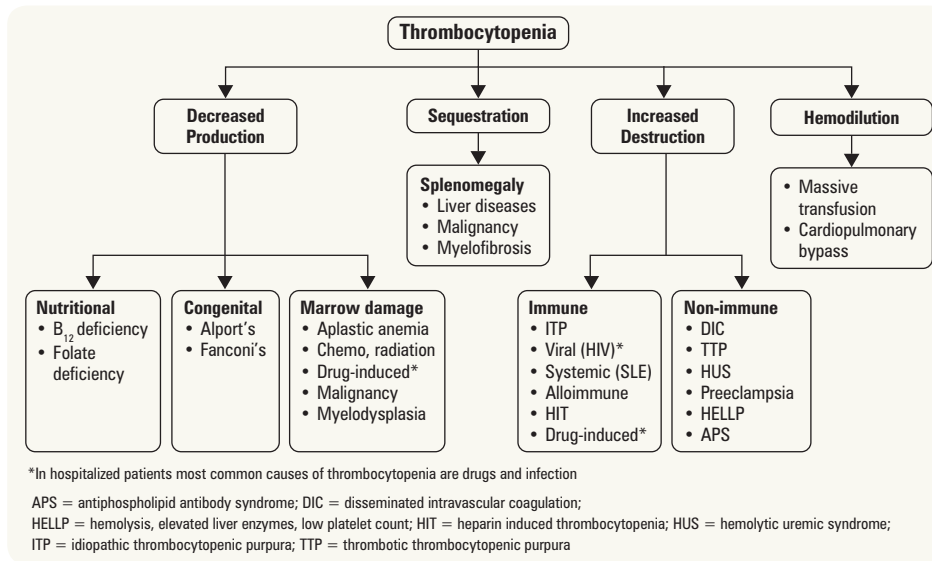 Thrombocytopenia
Decreased
Production
Sequestration
Increased
Destruction
Hemodilution
Splenomegaly
• Liver diseases
• Malignancy
• Myelofibrosis
• Massive
transfusion
• Cardiopulmonary
bypass
Nutritional
• B12 deficiency
• Folate
deficiency
Congenital
• Alport's
• Fanconi's
Marrow damage
• Aplastic anemia
• Chemo, radiation
• Drug-induced*
• Malignancy
• Myelodysplasia
Immune
• ITP
• Viral (HIV)*
• Systemic (SLE)
• Alloimmune
• HIT
• Drug-induced*
Non-immune
• DIC
• TTP
• HUS
• Preeclampsia
• HELLP
• APS
*In hospitalized patients most common causes of thrombocytopenia are drugs and infection
APS = antiphospholipid antibody syndrome; DIC = disseminated intravascular coagulation;
HELLP = hemolysis, elevated liver enzymes, low platelet count; HIT = heparin induced thrombocytopenia; HUS = hemolytic uremic syndrome;
ITP = idiopathic thrombocytopenic purpura; TTP = thrombotic thrombocytopenic purpura